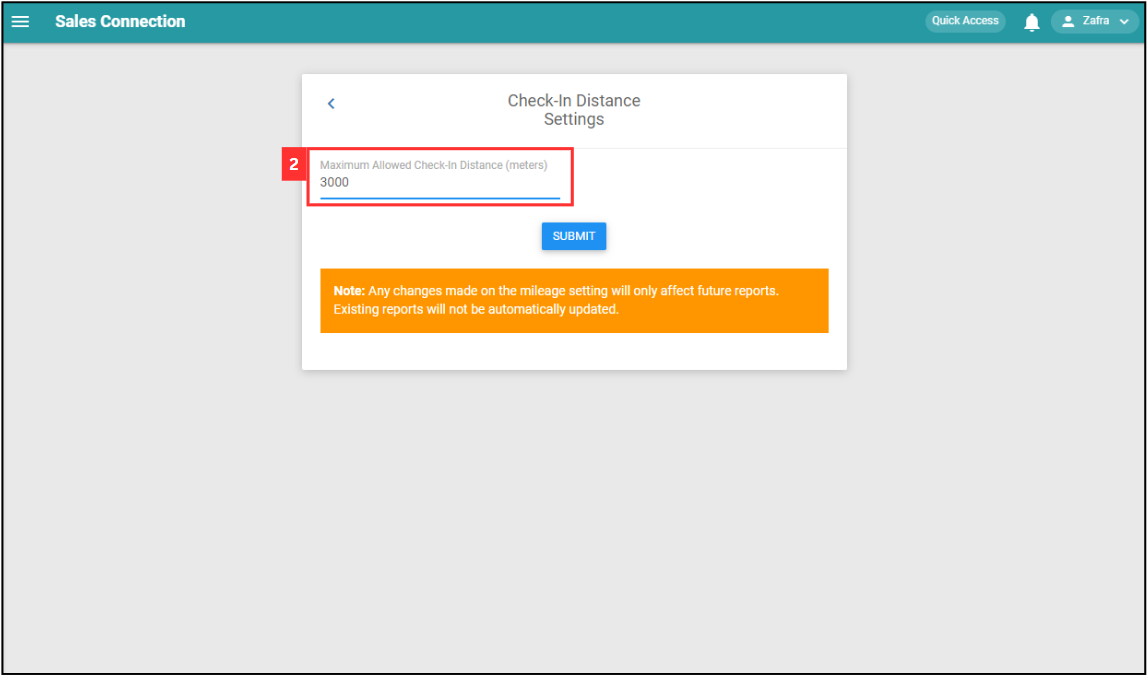 Sales Connection
Quick Access
Zafra
Check-In Distance
Settings
2
Maximum Allowed Check-In Distance (meters)
3000
SUBMIT
Note: Any changes made on the mileage setting will only affect future reports.
Existing reports will not be automatically updated.